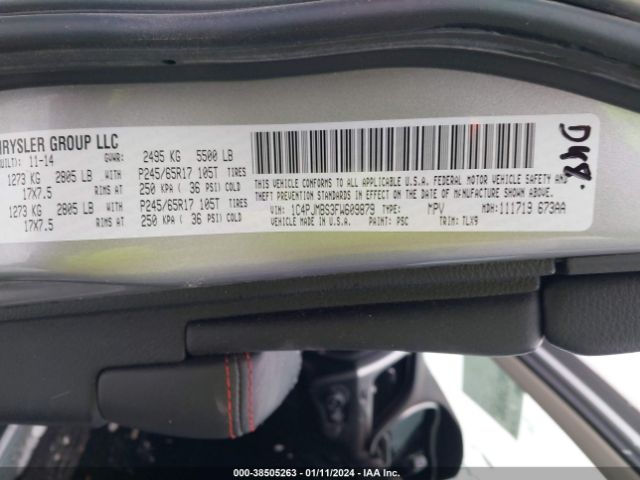 RYSLER GROUP LLC
UILT): 11-14 GVWR: 2495 KG 5500 LB
1273 KG 2805 LB P245/65R17 105T TIRES
17X7.5 RIMS AT 250 KPA ( 36 PSI) COLD
1273 KG 2805 LB P245/65R17 105T TIRES
17X7.5 RIMS AT 250 KPA ( 36 PSI) COLD
THIS VEHICLE CONFORMS TO ALL APPLICABLE U.S.A. FEDERAL MOTOR VEHICLE SAFETY AND
THEFT PREVENTION STANDARDS IN EFFECT ON THE DATE OF MANUFACTURE SHOWN ABOVE.
VIN: 1C4PJMBS3FW609879 TYPE: MPV MDH: 111719 673AA
VEHICLE MADE IN U.S.A. PAINT: PSC TRIM: TLX9
D48
000-38505263 - 01/11/2024 - IAA Inc.